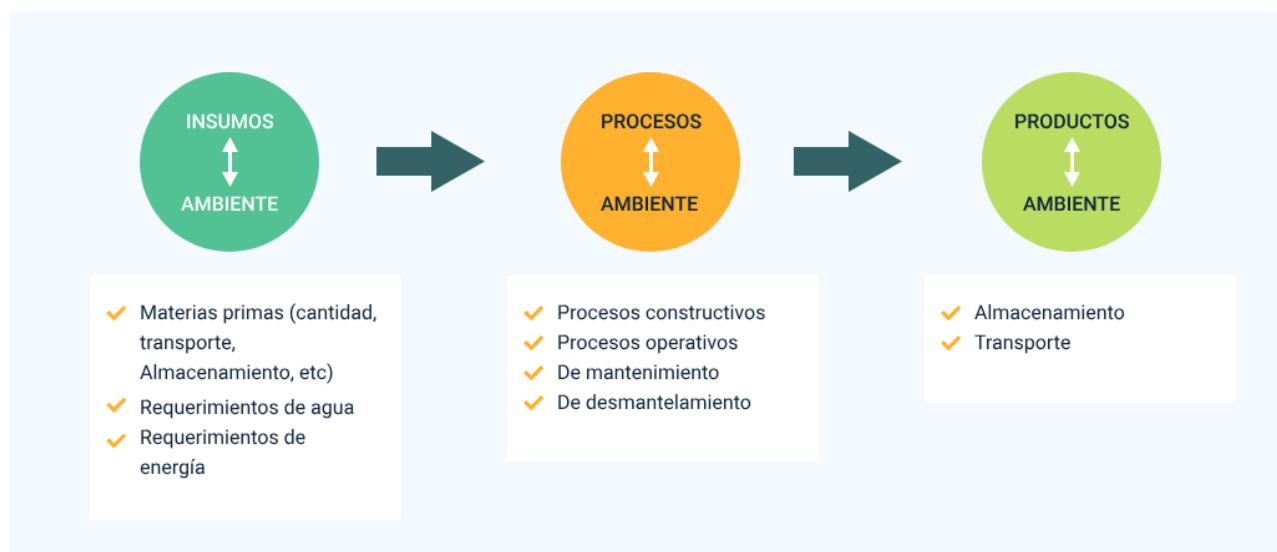 INSUMOS
AMBIENTE
Materias primas (cantidad,
transporte,
Almacenamiento, etc)
Requerimientos de agua
Requerimientos de
energía
PROCESOS
AMBIENTE
Procesos constructivos
Procesos operativos
De mantenimiento
De desmantelamiento
PRODUCTOS
AMBIENTE
Almacenamiento
Transporte